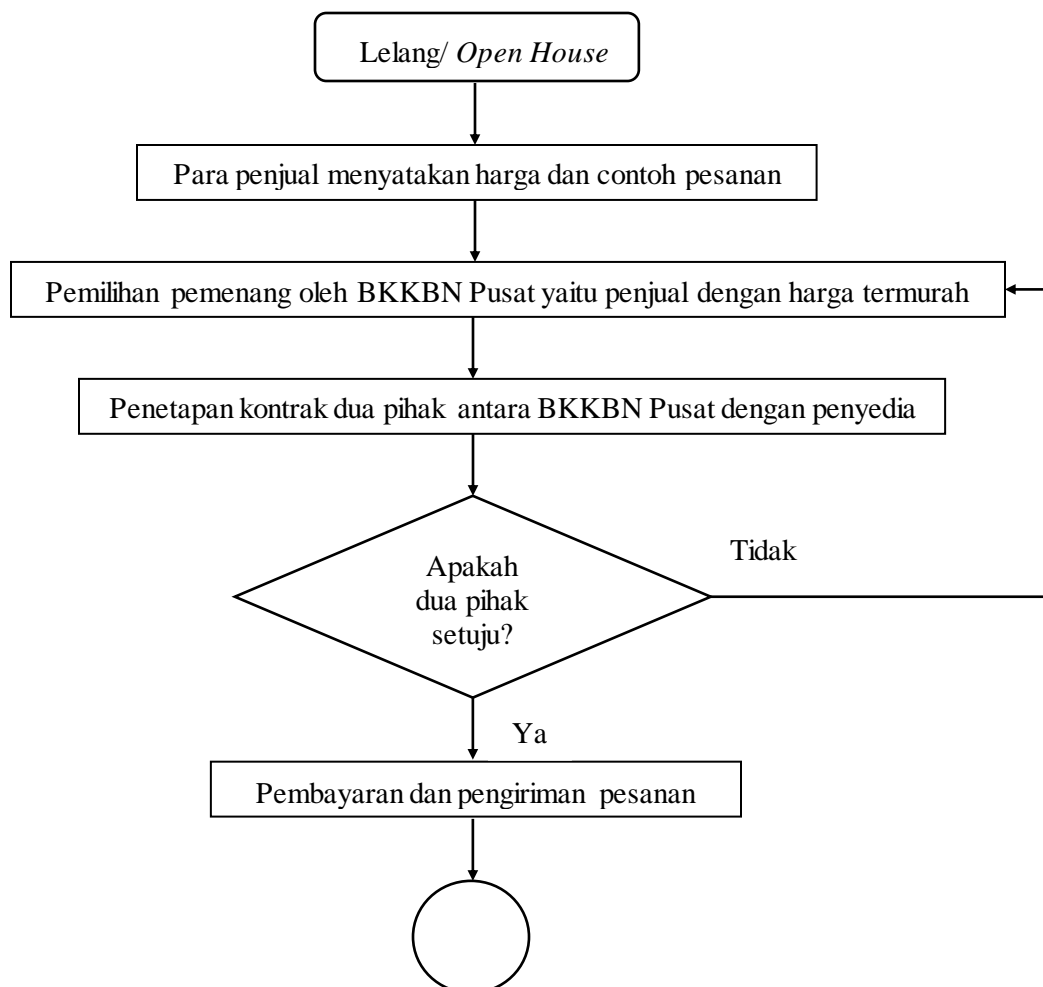 Lelang/ Open House
Para penjual menyatakan harga dan contoh pesanan
Pemilihan pemenang oleh BKKBN Pusat yaitu penjual dengan harga termurah
Penetapan kontrak dua pihak antara BKKBN Pusat dengan penyedia
Apakah
dua pihak
setuju?
Tidak
Ya
Pembayaran dan pengiriman pesanan